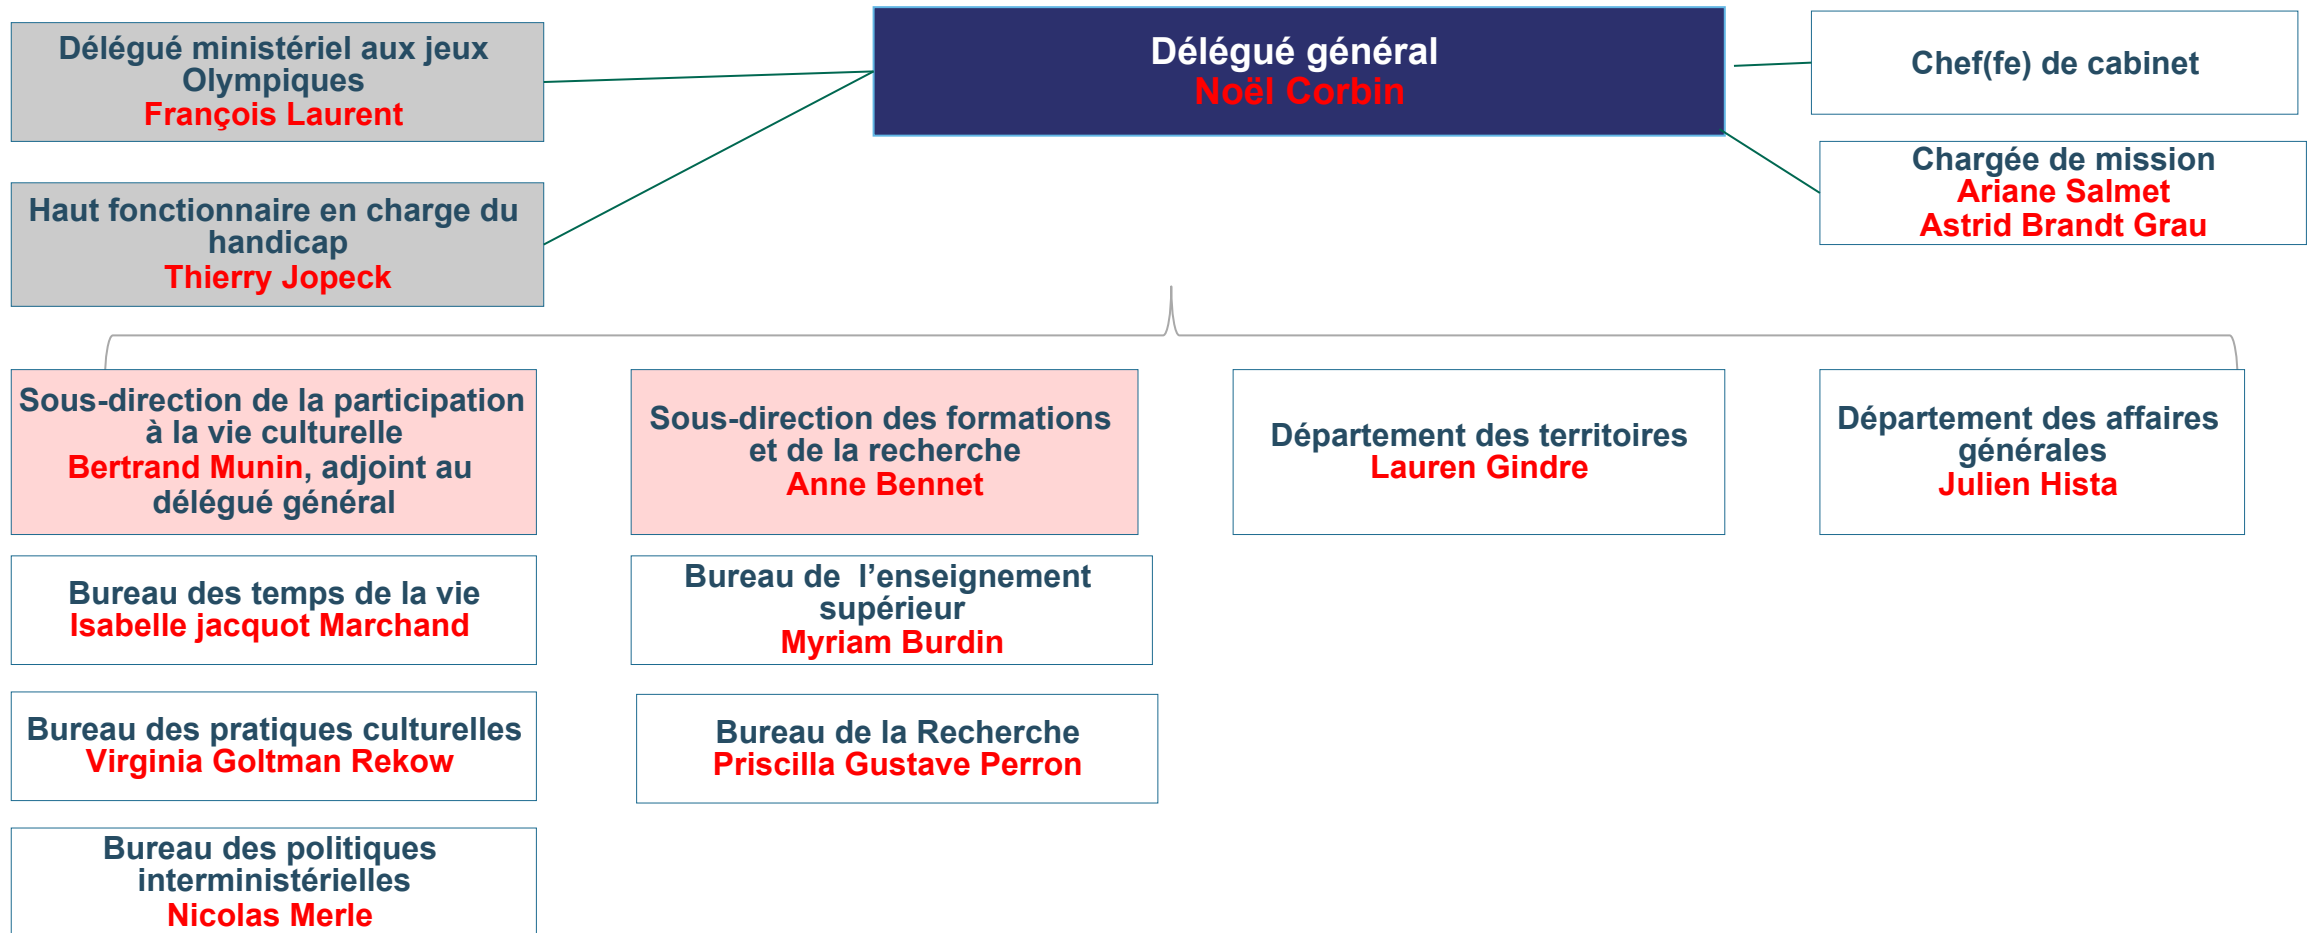 Délégué ministériel aux jeux
Olympiques
François Laurent
Délégué général
Noël Corbin
Chef(fe) de cabinet
Haut fonctionnaire en charge du
handicap
Thierry Jopeck
Chargée de mission
Ariane Salmet
Astrid Brandt Grau
Sous-direction de la participation
à la vie culturelle
Bertrand Munin, adjoint au
délégué général
Sous-direction des formations
et de la recherche
Anne Bennet
Département des territoires
Lauren Gindre
Département des affaires
générales
Julien Hista
Bureau des temps de la vie
Isabelle jacquot Marchand
Bureau de  l’enseignement
supérieur
Myriam Burdin
Bureau des pratiques culturelles
Virginia Goltman Rekow
Bureau de la Recherche
Priscilla Gustave Perron
Bureau des politiques
interministérielles
Nicolas Merle